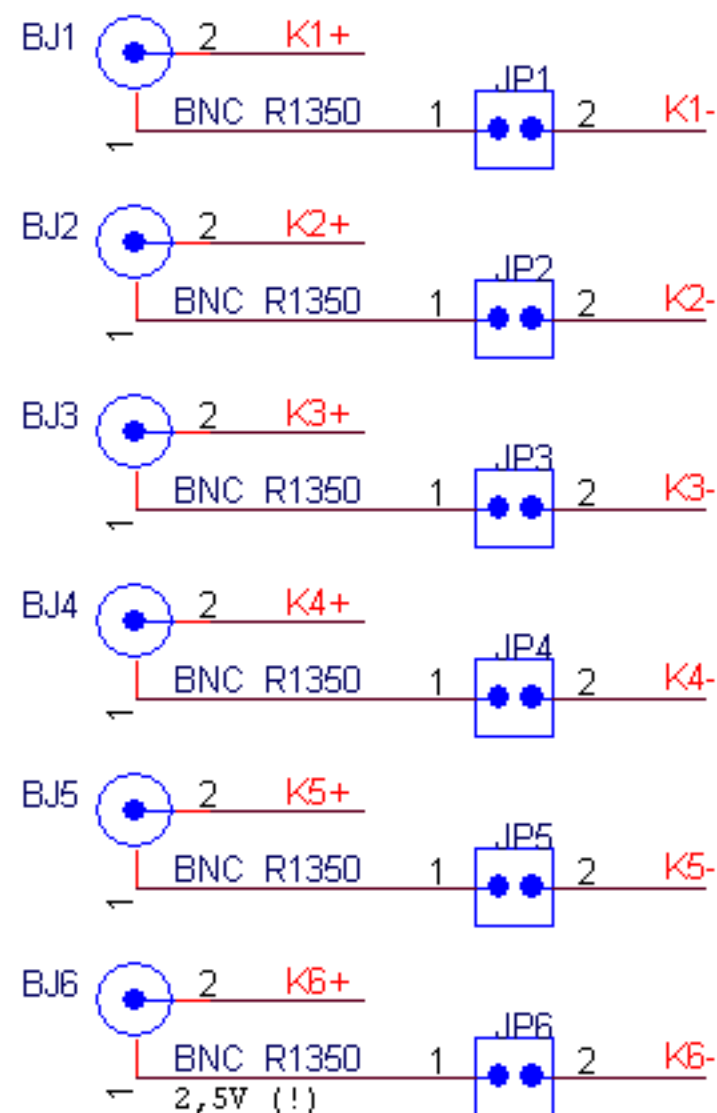 BJ1 2 K1+
JP1
1 BNC R1350 1 2 K1-
BJ2 2 K2+
JP2
1 BNC R1350 1 2 K2-
BJ3 2 K3+
JP3
1 BNC R1350 1 2 K3-
BJ4 2 K4+
JP4
1 BNC R1350 1 2 K4-
BJ5 2 K5+
JP5
1 BNC R1350 1 2 K5-
BJ6 2 K6+
JP6
1 BNC R1350 1 2 K6-
2,5V (!)